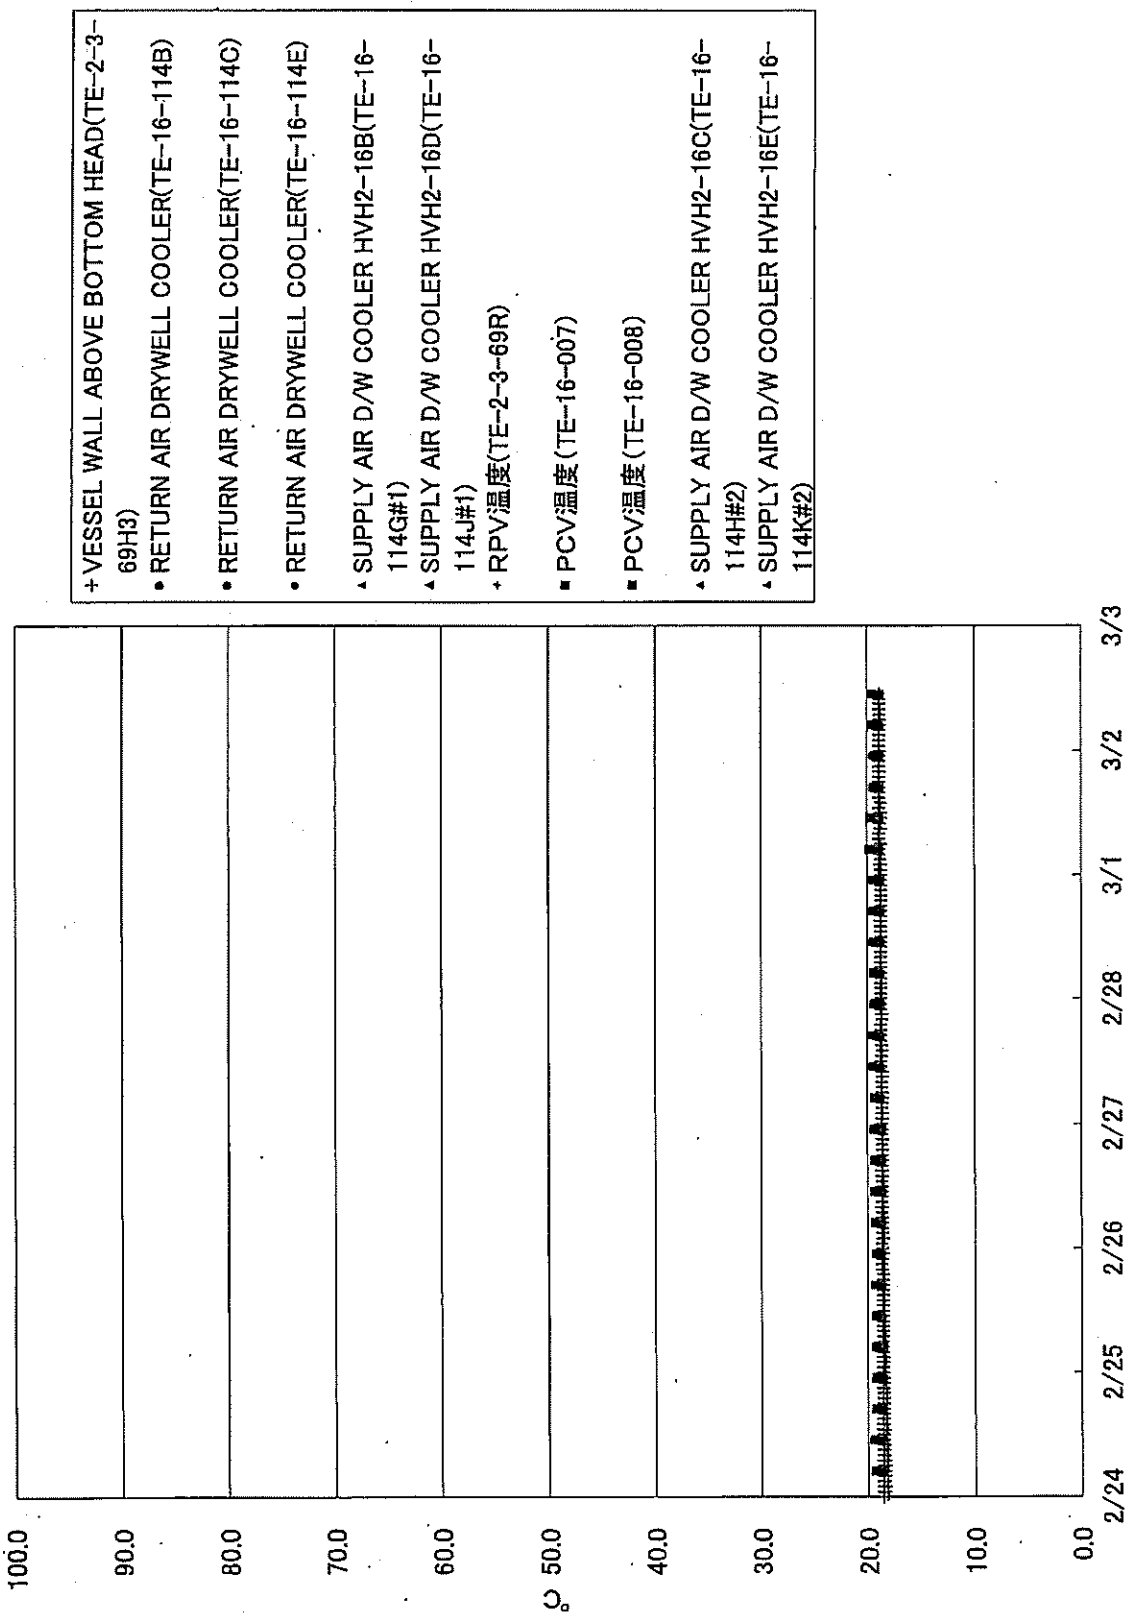 100.0
90.0
80.0
70.0
60.0
50.0
40.0
30.0
20.0
10.0
0.0
℃
2/24
2/25
2/26
2/27
2/28
3/1
3/2
3/3
+ VESSEL WALL ABOVE BOTTOM HEAD(TE-2-3-
69H3)
• RETURN AIR DRYWELL COOLER(TE-16-114B)
• RETURN AIR DRYWELL COOLER(TE-16-114C)
• RETURN AIR DRYWELL COOLER(TE-16-114E)
▲ SUPPLY AIR D/W COOLER HVH2-16B(TE-16-
114G#1)
▲ SUPPLY AIR D/W COOLER HVH2-16D(TE-16-
114J#1)
+ RPV温度(TE-2-3-69R)
■ PCV温度(TE-16-007)
■ PCV温度(TE-16-008)
▲ SUPPLY AIR D/W COOLER HVH2-16C(TE-16-
114H#2)
▲ SUPPLY AIR D/W COOLER HVH2-16E(TE-16-
114K#2)